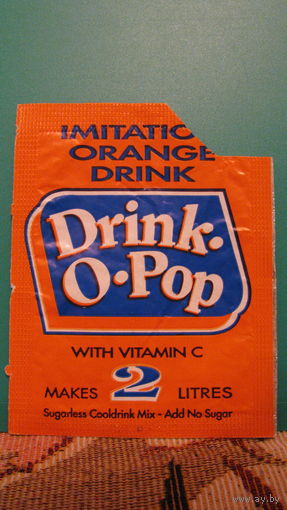 IMITATIO
ORANGE
DRINK
Drink·
O·Pop
WITH VITAMIN C
MAKES 2 LITRES
Sugarless Cooldrink Mix - Add No Sugar
www.ay.by